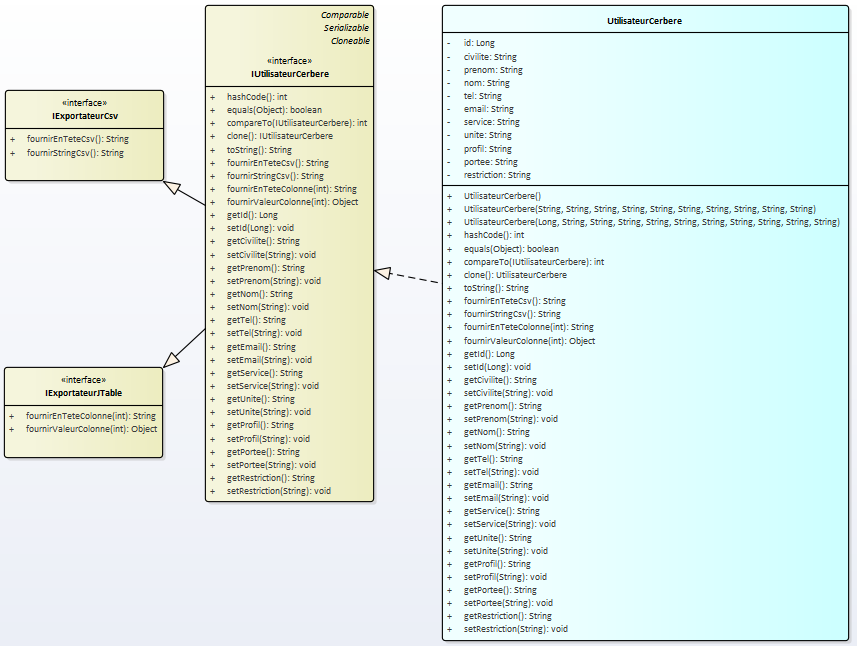 «interface»
IExportateurCsv
+ fournirEnTeteCsv(): String
+ fournirStringCsv(): String
«interface»
IExportateurJTable
+ fournirEnTeteColonne(int): String
+ fournirValeurColonne(int): Object
Comparable
Serializable
Cloneable
«interface»
IUtilisateurCerbere
+ hashCode(): int
+ equals(Object): boolean
+ compareTo(IUtilisateurCerbere): int
+ clone(): IUtilisateurCerbere
+ toString(): String
+ fournirEnTeteCsv(): String
+ fournirStringCsv(): String
+ fournirEnTeteColonne(int): String
+ fournirValeurColonne(int): Object
+ getId(): Long
+ setId(Long): void
+ getCivilite(): String
+ setCivilite(String): void
+ getPrenom(): String
+ setPrenom(String): void
+ getNom(): String
+ setNom(String): void
+ getTel(): String
+ setTel(String): void
+ getEmail(): String
+ setEmail(String): void
+ getService(): String
+ setService(String): void
+ getUnite(): String
+ setUnite(String): void
+ getProfil(): String
+ setProfil(String): void
+ getPortee(): String
+ setPortee(String): void
+ getRestriction(): String
+ setRestriction(String): void
UtilisateurCerbere
- id: Long
- civilite: String
- prenom: String
- nom: String
- tel: String
- email: String
- service: String
- unite: String
- profil: String
- portee: String
- restriction: String
+ UtilisateurCerbere()
+ UtilisateurCerbere(String, String, String, String, String, String, String, String, String, String)
+ UtilisateurCerbere(Long, String, String, String, String, String, String, String, String, String, String)
+ hashCode(): int
+ equals(Object): boolean
+ compareTo(IUtilisateurCerbere): int
+ clone(): UtilisateurCerbere
+ toString(): String
+ fournirEnTeteCsv(): String
+ fournirStringCsv(): String
+ fournirEnTeteColonne(int): String
+ fournirValeurColonne(int): Object
+ getId(): Long
+ setId(Long): void
+ getCivilite(): String
+ setCivilite(String): void
+ getPrenom(): String
+ setPrenom(String): void
+ getNom(): String
+ setNom(String): void
+ getTel(): String
+ setTel(String): void
+ getEmail(): String
+ setEmail(String): void
+ getService(): String
+ setService(String): void
+ getUnite(): String
+ setUnite(String): void
+ getProfil(): String
+ setProfil(String): void
+ getPortee(): String
+ setPortee(String): void
+ getRestriction(): String
+ setRestriction(String): void